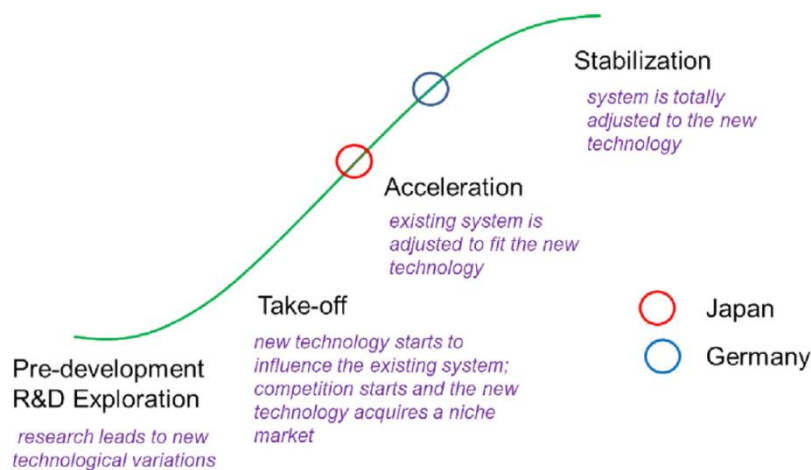 Stabilization
system is totally
adjusted to the new
technology
Acceleration
existing system is
adjusted to fit the new
technology
Take-off
new technology starts to
influence the existing system;
competition starts and the new
technology acquires a niche
market
Pre-development
R&D Exploration
research leads to new
technological variations
Japan
Germany